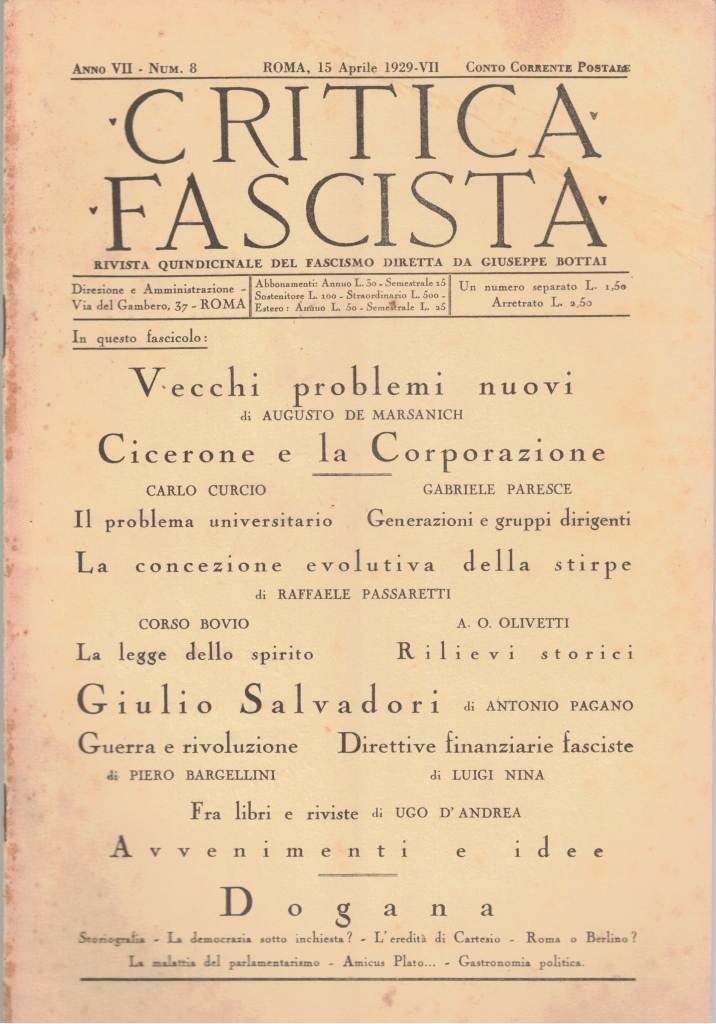 ANNO VII - NUM. 8 ROMA, 15 Aprile 1929-VII CONTO CORRENTE POSTALE
CRITICA
FASCISTA
RIVISTA QUINDICINALE DEL FASCISMO DIRETTA DA GIUSEPPE BOTTAI
Direzione e Amministrazione -
Via del Gambero, 37 - ROMA
Abbonamenti: Annuo L. 50 - Semestrale 25
Sostenitore L. 100 - Straordinario L. 500 -
Estero: Annuo L. 50 - Semestrale L. 25
Un numero separato L. 1,50
Arretrato L. 2,50
In questo fascicolo:
Vecchi problemi nuovi
di AUGUSTO DE MARSANICH
Cicerone e la Corporazione
CARLO CURCIO GABRIELE PARESCE
Il problema universitario Generazioni e gruppi dirigenti
La concezione evolutiva della stirpe
di RAFFAELE PASSARETTI
CORSO BOVIO A. O. OLIVETTI
La legge dello spirito Rilievi storici
Giulio Salvadori di ANTONIO PAGANO
Guerra e rivoluzione Direttive finanziarie fasciste
di PIERO BARGELLINI di LUIGI NINA
Fra libri e riviste di UGO D'ANDREA
Avvenimenti e idee
Dogana
Storiografia - La democrazia sotto inchiesta? - L'eredità di Cartesio - Roma o Berlino?
La malattia del parlamentarismo - Amicus Plato... - Gastronomia politica.